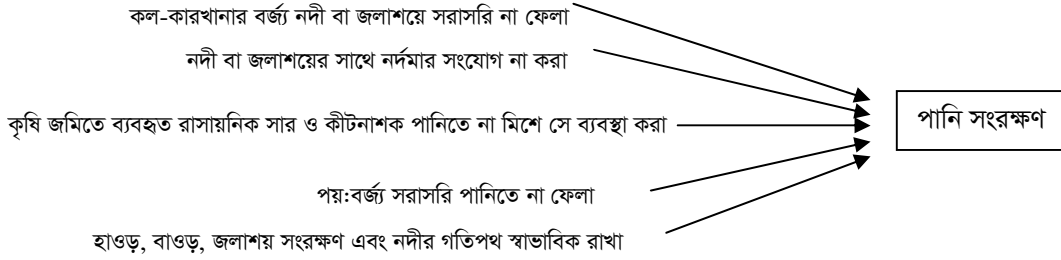 কল-কারখানার বর্জ্য নদী বা জলাশয়ে সরাসরি না ফেলা
নদী বা জলাশয়ের সাথে নর্দমার সংযোগ না করা
কৃষি জমিতে ব্যবহৃত রাসায়নিক সার ও কীটনাশক পানিতে না মিশে সে ব্যবস্থা করা
পানি সংরক্ষণ
পয়:বর্জ্য সরাসরি পানিতে না ফেলা
হাওড়, বাওড়, জলাশয় সংরক্ষণ এবং নদীর গতিপথ স্বাভাবিক রাখা